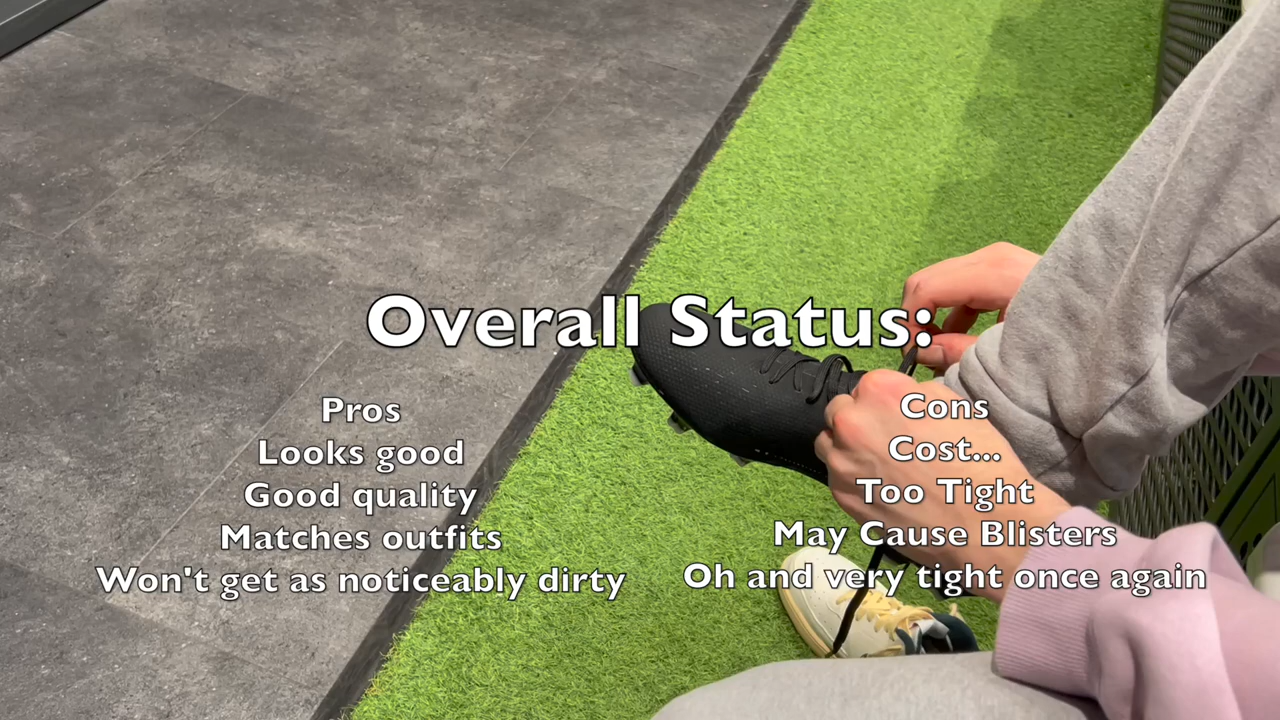 Overall Status:
Pros
Looks good
Good quality
Matches outfits
Won't get as noticeably dirty
Cons
Cost...
Too Tight
May Cause Blisters
Oh and very tight once again